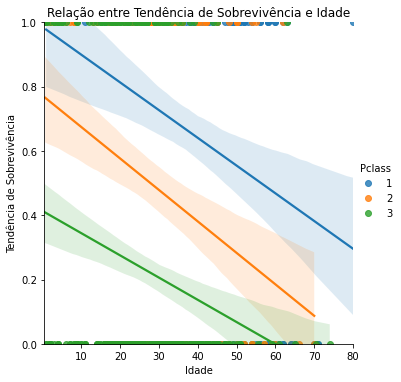 Relação entre Tendência de Sobrevivência e Idade
Tendência de Sobrevivência
1.0
0.8
0.6
0.4
0.2
0.0
10 20 30 40 50 60 70 80
Idade
Pclass
1
2
3